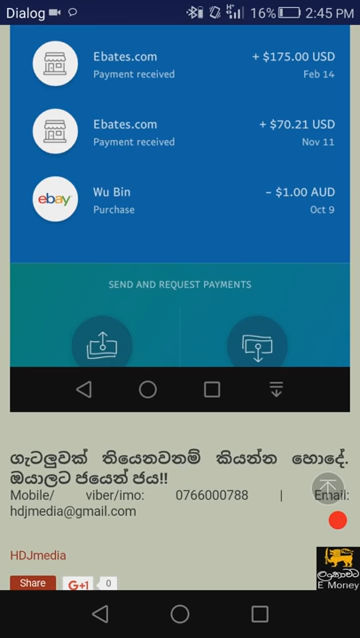 Dialog 16% 2:45 PM
Ebates.com + $175.00 USD
Payment received Feb 14
Ebates.com + $70.21 USD
Payment received Nov 11
ebay Wu Bin - $1.00 AUD
Purchase Oct 9
SEND AND REQUEST PAYMENTS
ගැටලුවක් තියෙනවනම් කියන්න හොදේ.
ඔයාලට ජයෙන් ජය!!
Mobile/ viber/imo: 0766000788 | Email:
hdjmedia@gmail.com
HDJmedia
Share G+1 0
ලංකාවට
E Money